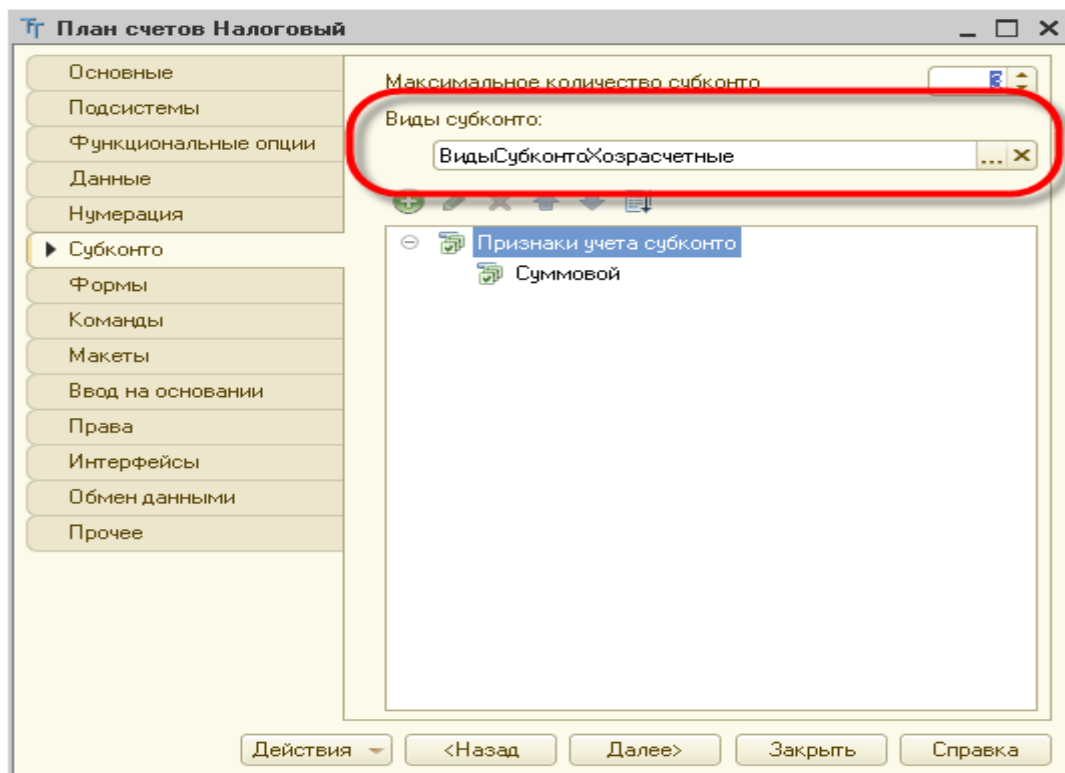 План счетов Налоговый
Основные
Подсистемы
Функциональные опции
Данные
Нумерация
Субконто
Формы
Команды
Макеты
Ввод на основании
Права
Интерфейсы
Обмен данными
Прочее
Максимальное количество субконто 3
Виды субконто:
ВидыСубконтоХозрасчетные ...
Признаки учета субконто
Суммовой
Действия <Назад Далее> Закрыть Справка